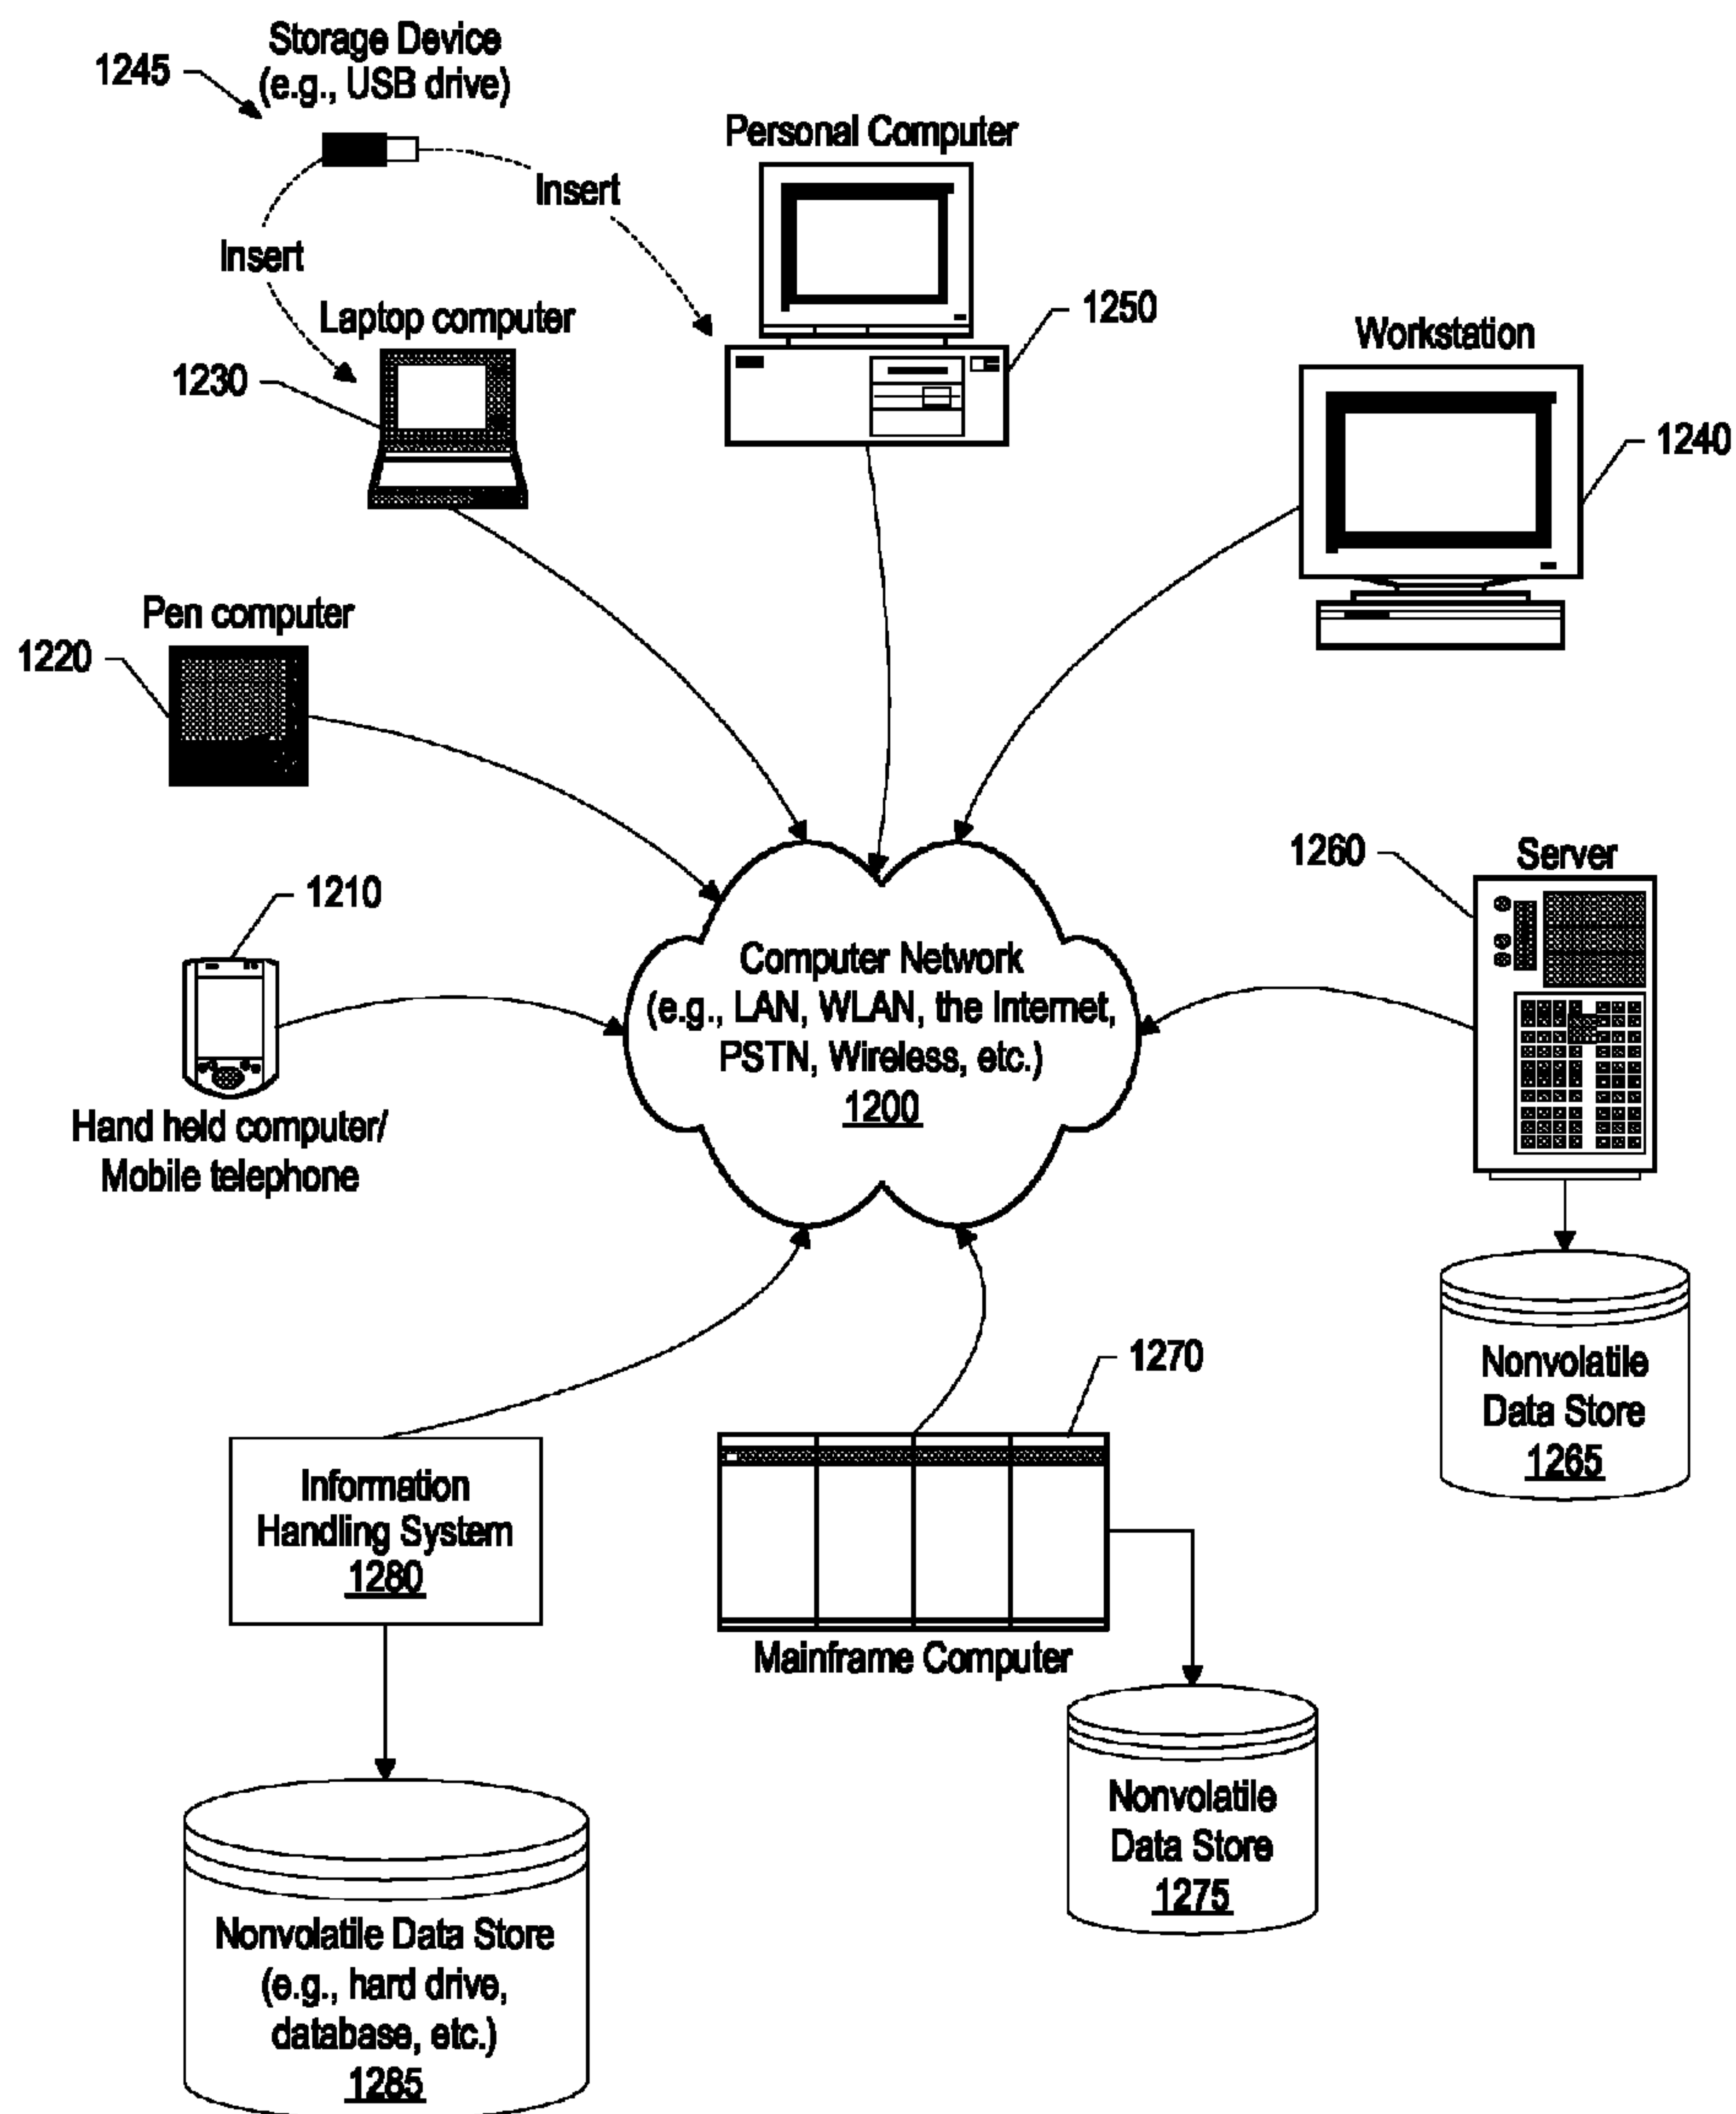 Storage Device
(e.g., USB drive)
1245
Insert
Insert
Personal Computer
1250
Laptop computer
1230
Workstation
1240
Pen computer
1220
1210
Hand held computer/
Mobile telephone
Computer Network
(e.g., LAN, WLAN, the Internet,
PSTN, Wireless, etc.)
1200
1260
Server
Nonvolatile
Data Store
1265
Information
Handling System
1280
1270
Mainframe Computer
Nonvolatile
Data Store
1275
Nonvolatile Data Store
(e.g., hard drive,
database, etc.)
1285